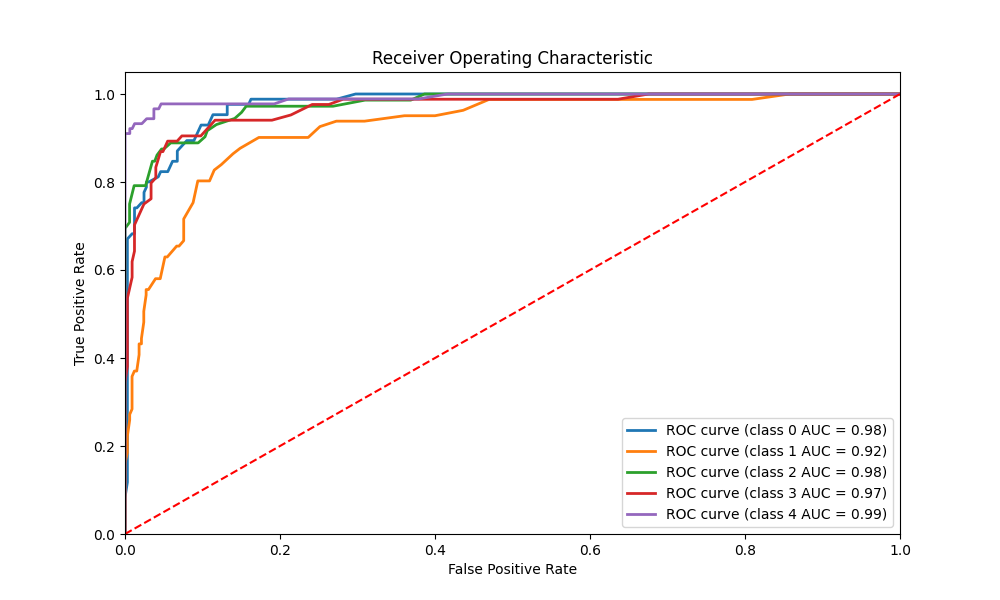 Receiver Operating Characteristic
True Positive Rate
1.0
0.8
0.6
0.4
0.2
0.0
ROC curve (class 0 AUC = 0.98)
ROC curve (class 1 AUC = 0.92)
ROC curve (class 2 AUC = 0.98)
ROC curve (class 3 AUC = 0.97)
ROC curve (class 4 AUC = 0.99)
0.0 0.2 0.4 0.6 0.8 1.0
False Positive Rate